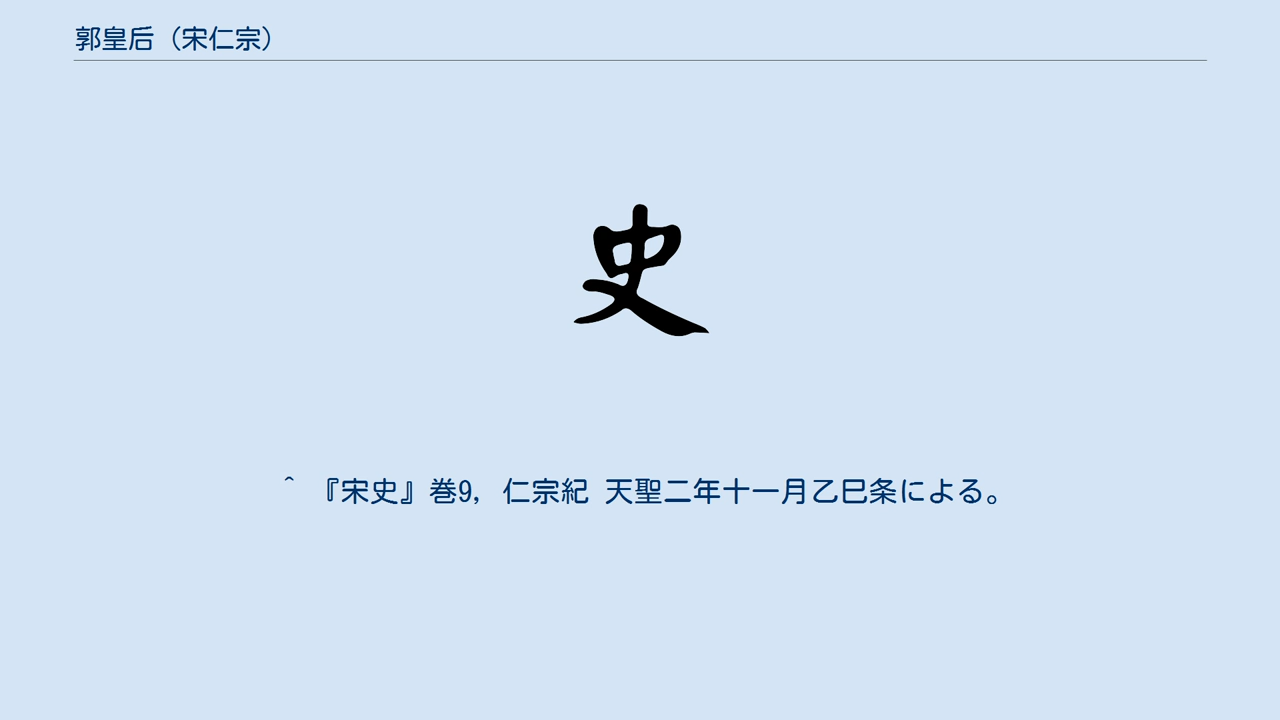 郭皇后（宋仁宗）
史
^ 『宋史』巻9, 仁宗紀 天聖二年十一月乙巳条による。